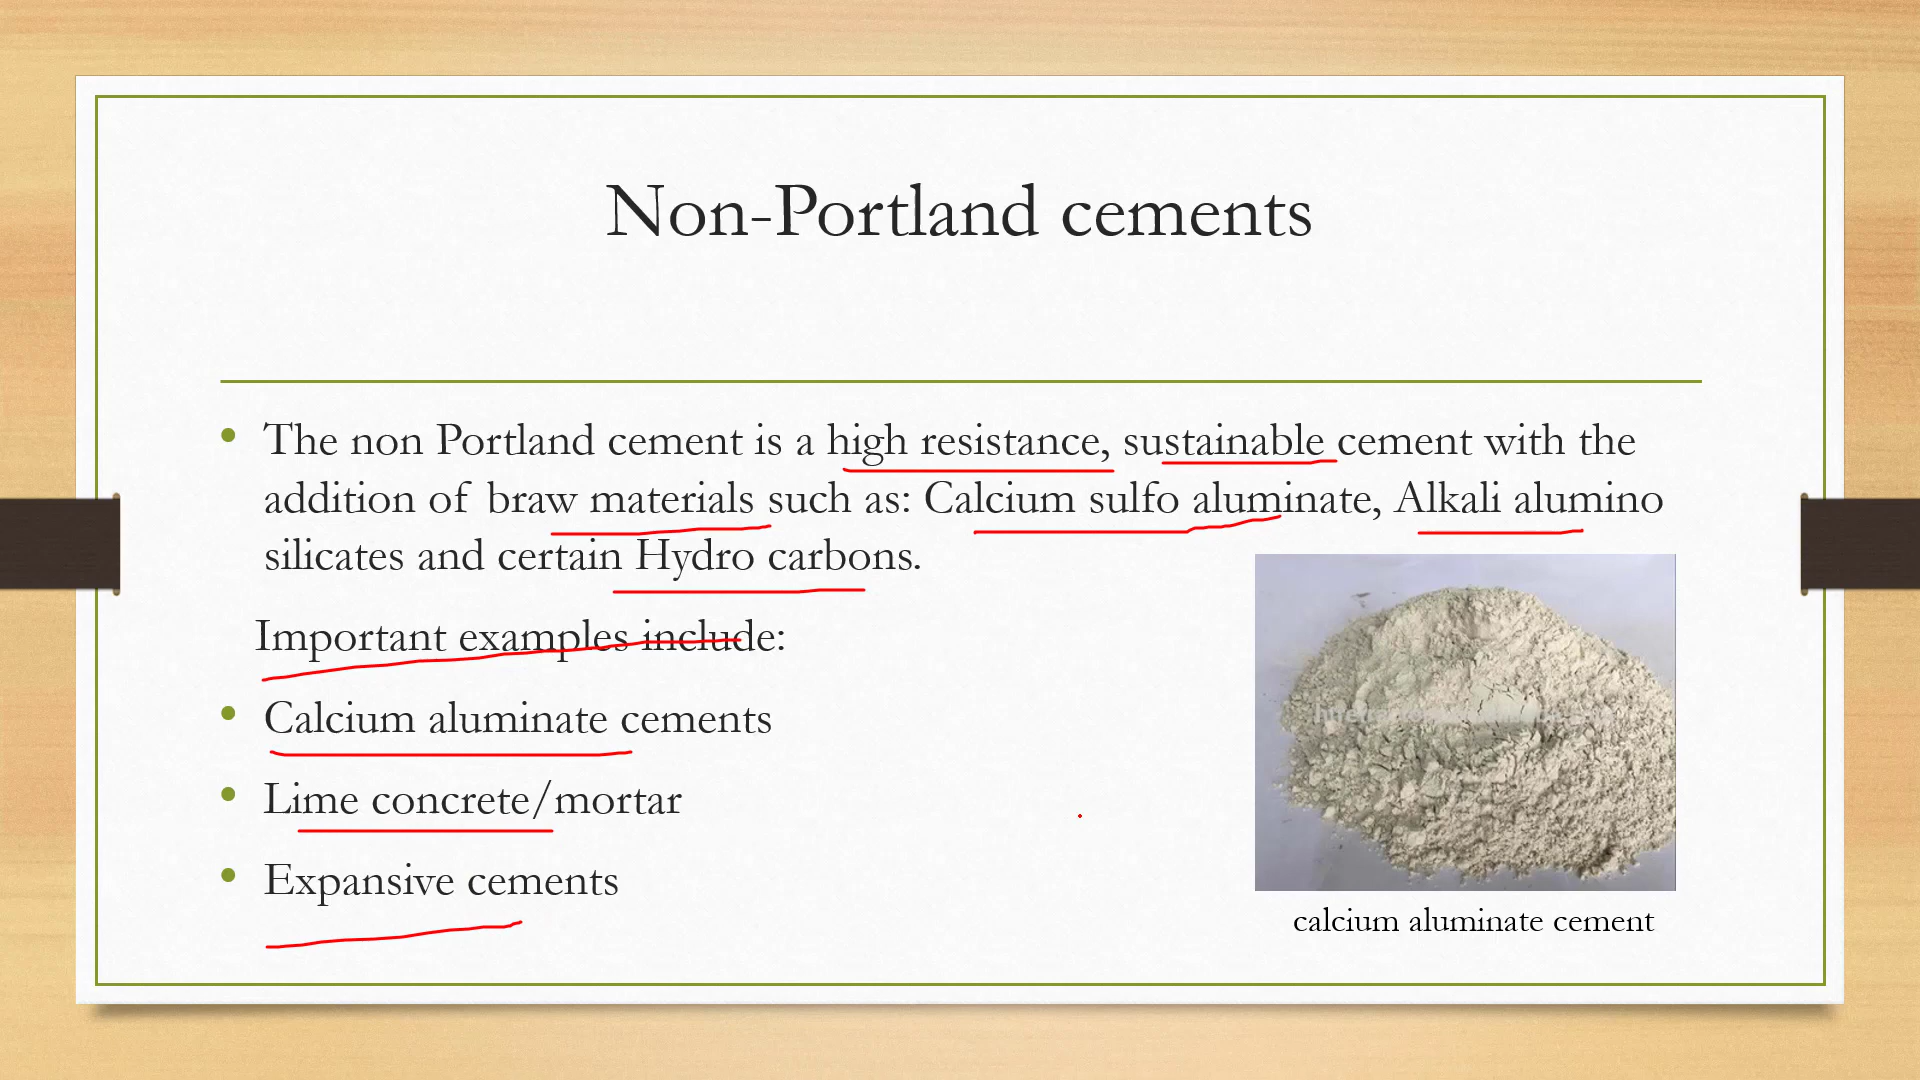 Non-Portland cements
The non Portland cement is a high resistance, sustainable cement with the
addition of braw materials such as: Calcium sulfo aluminate, Alkali alumino
silicates and certain Hydro carbons.
Important examples include:
Calcium aluminate cements
Lime concrete/mortar
Expansive cements
calcium aluminate cement